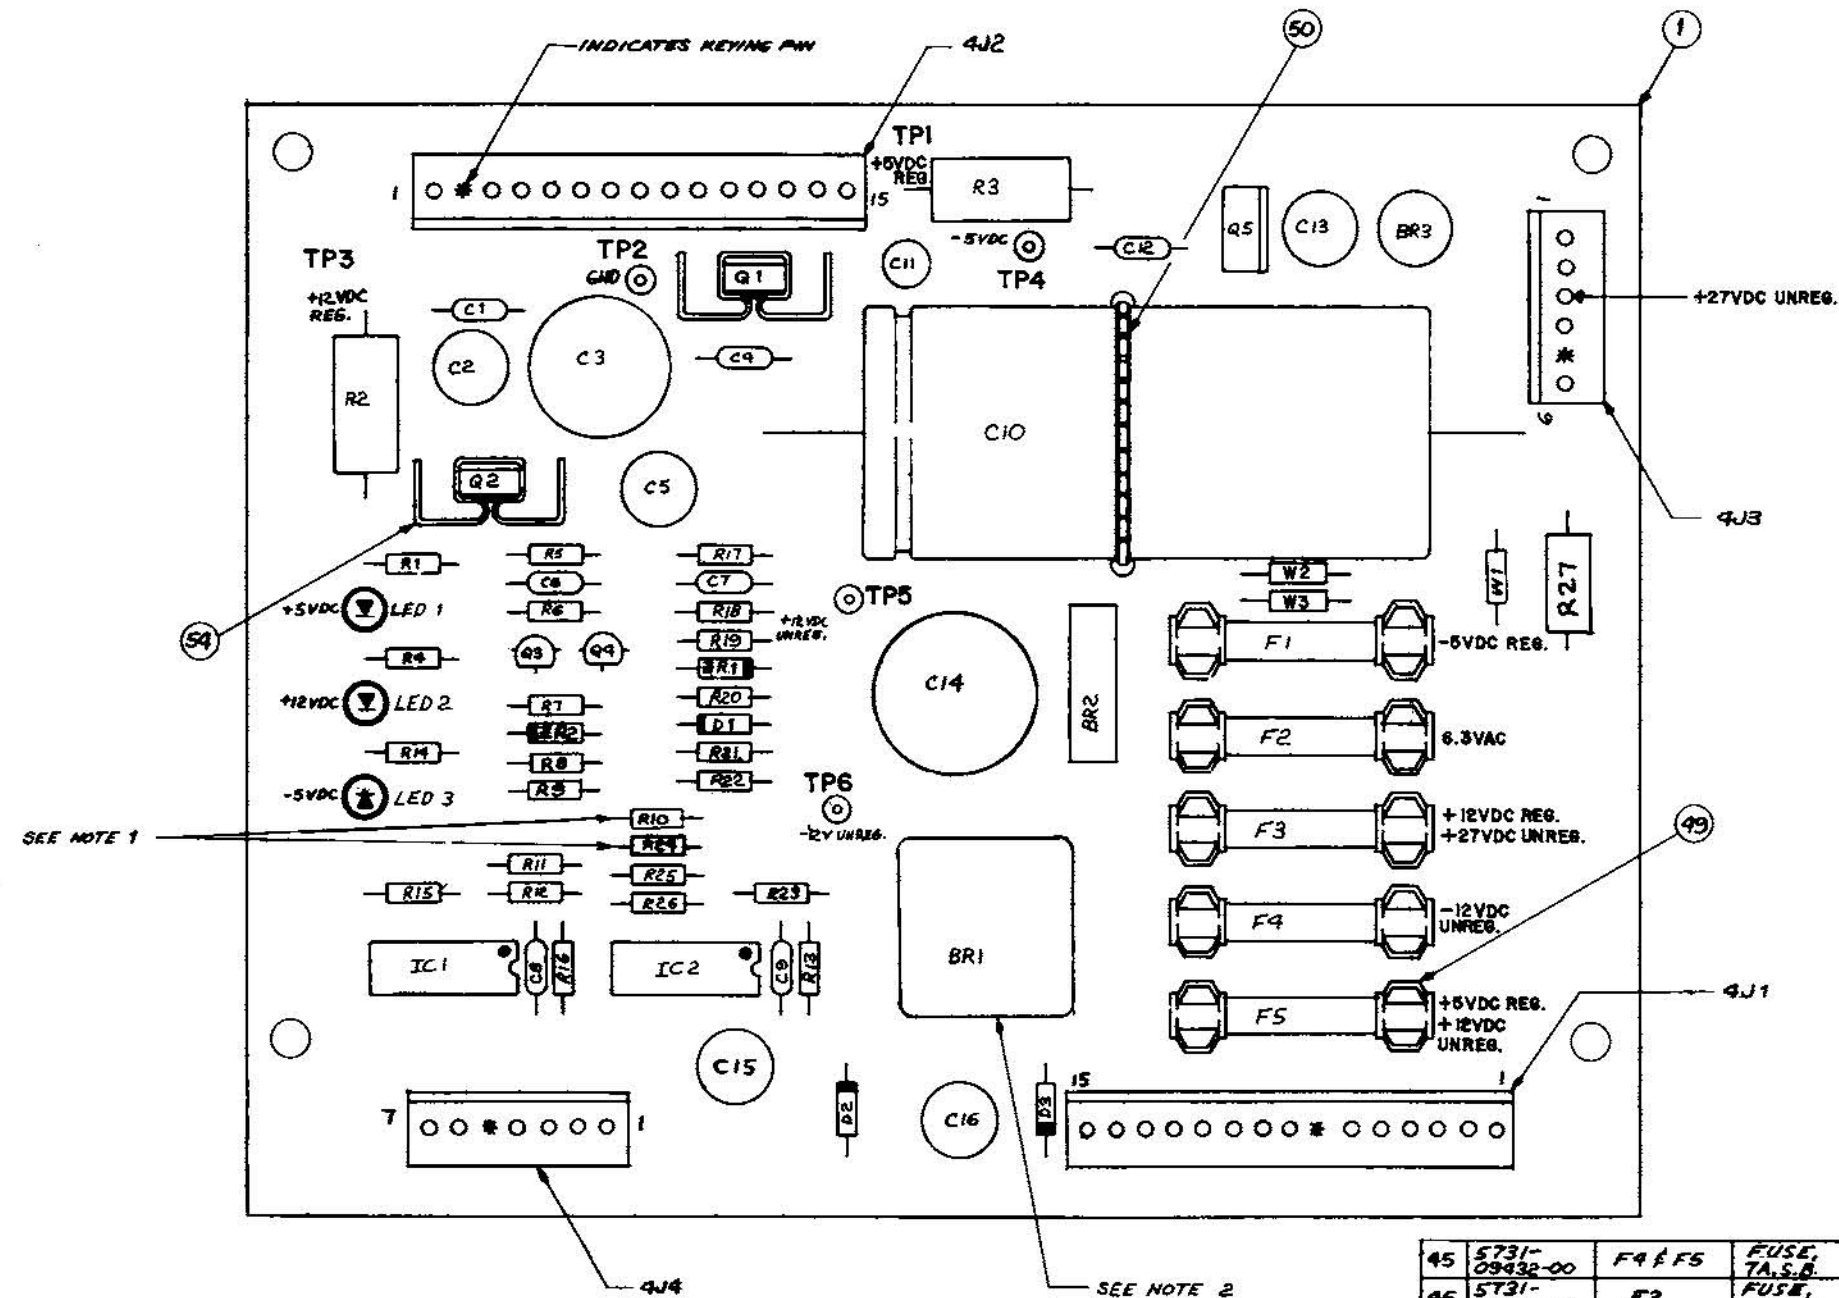 INDICATES KEYING PIN
4J2
50
1
TP1
+5VDC
REG.
1
15
R3
-5VDC
TP4
C11
C12
Q5
C13
BR3
1
6
+27VDC UNREG.
4J3
TP3
+12VDC
REG.
TP2
GND
Q1
C1
C2
C3
C4
R2
C10
Q2
C5
54
R1
+5VDC
LED 1
R4
+12VDC
LED 2
R14
-5VDC
LED 3
R5
C6
R6
Q3
Q4
R7
R8
R17
C7
R18
R19
R20
D1
R21
R22
+12VDC
UNREG.
TP5
C14
BR2
W2
W3
W1
R27
F1
-5VDC REG.
F2
6.3VAC
F3
+12VDC REG.
+27VDC UNREG.
49
F4
-12VDC
UNREG.
F5
+5VDC REG.
+12VDC
UNREG.
4J1
TP6
-12V UNREG.
SEE NOTE 1
R10
R24
R25
R26
R11
R12
R15
R23
IC1
C8
R16
IC2
C9
R13
BR1
C15
D2
C16
D3
15
1
7
1
4J4
SEE NOTE 2
45
5731-
09432-00
F4 & F5
FUSE,
7A,S.B.
46
5731-
FUSE,